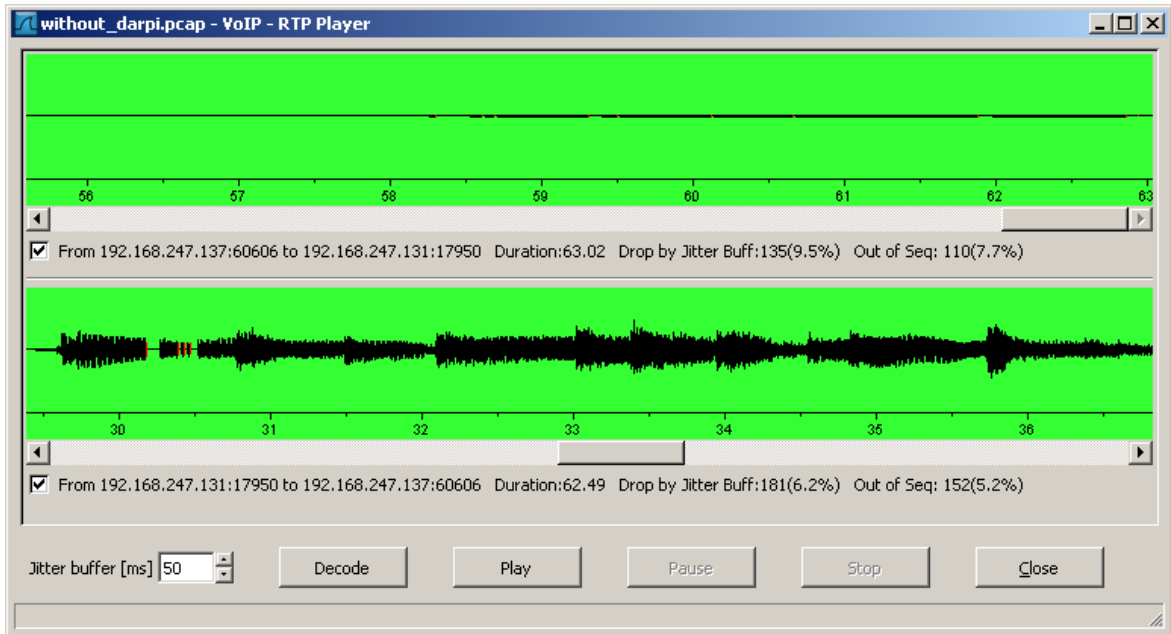 without_darpi.pcap - VoIP - RTP Player
56 57 58 59 60 61 62 63
From 192.168.247.137:60606 to 192.168.247.131:17950 Duration:63.02 Drop by Jitter Buff:135(9.5%) Out of Seq: 110(7.7%)
30 31 32 33 34 35 36
From 192.168.247.131:17950 to 192.168.247.137:60606 Duration:62.49 Drop by Jitter Buff:181(6.2%) Out of Seq: 152(5.2%)
Jitter buffer [ms] 50 Decode Play Pause Stop Close